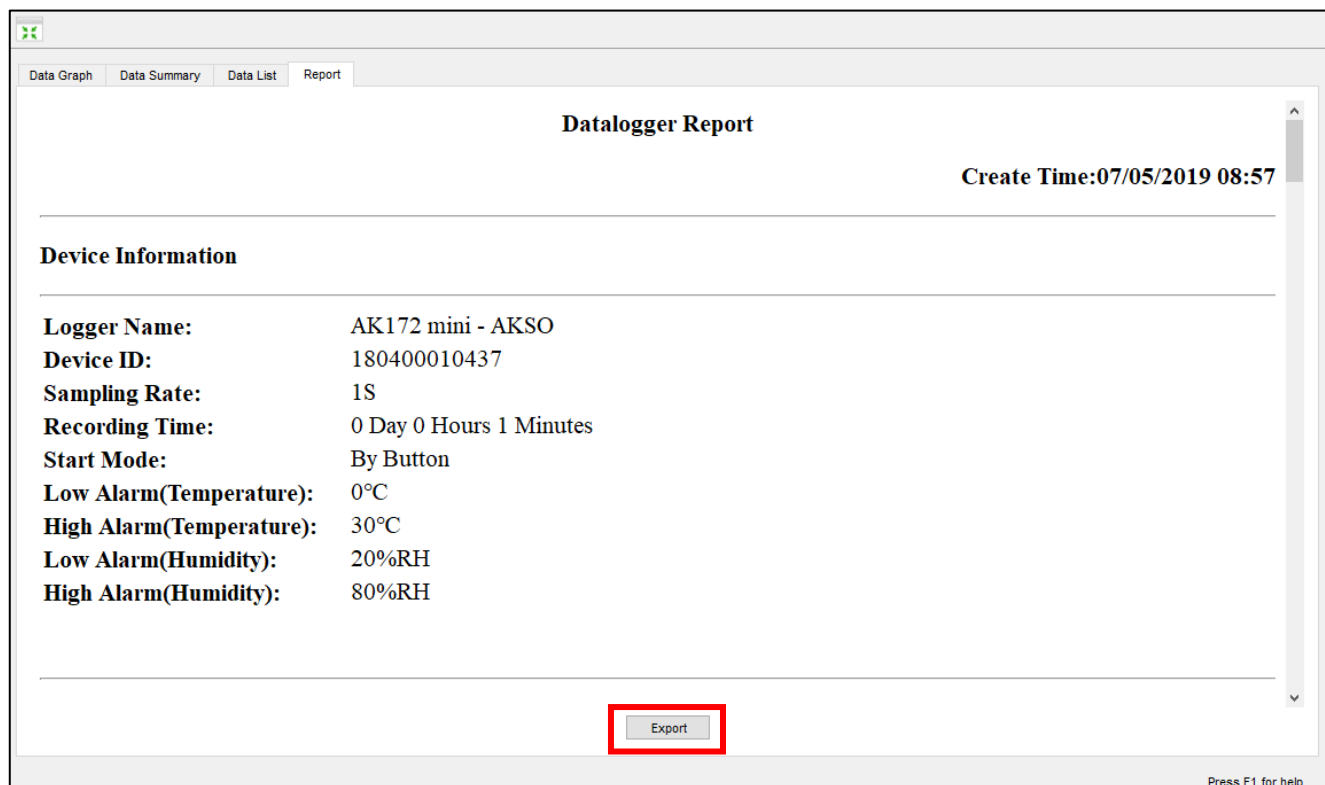 Data Graph Data Summary Data List Report
Datalogger Report
Create Time:07/05/2019 08:57
Device Information
Logger Name: AK172 mini - AKSO
Device ID: 180400010437
Sampling Rate: 1S
Recording Time: 0 Day 0 Hours 1 Minutes
Start Mode: By Button
Low Alarm(Temperature): 0℃
High Alarm(Temperature): 30℃
Low Alarm(Humidity): 20%RH
High Alarm(Humidity): 80%RH
Export
Press F1 for help